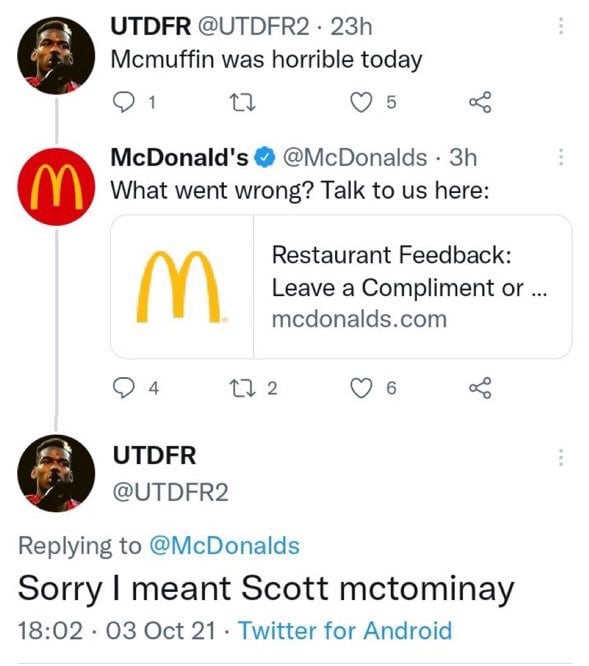 UTDFR @UTDFR2 · 23h
Mcmuffin was horrible today
1 5
McDonald's @McDonalds · 3h
What went wrong? Talk to us here:
Restaurant Feedback:
Leave a Compliment or ...
mcdonalds.com
4 2 6
UTDFR
@UTDFR2
Replying to @McDonalds
Sorry I meant Scott mctominay
18:02 · 03 Oct 21 · Twitter for Android